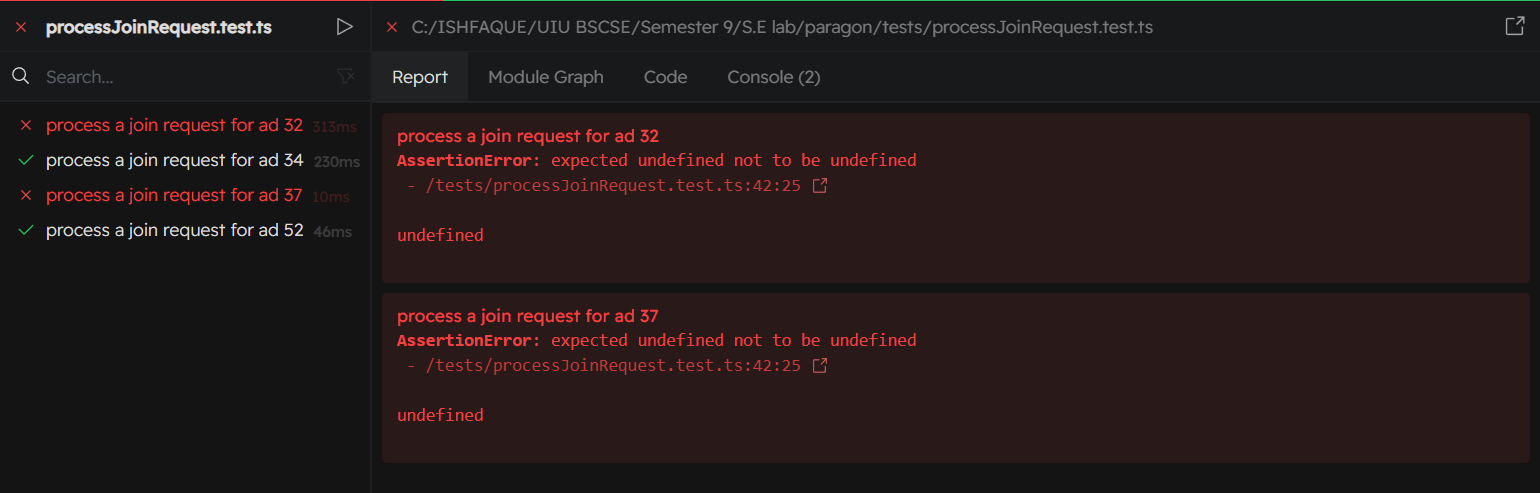 processJoinRequest.test.ts
C:/ISHFAQUE/UIU BSCSE/Semester 9/S.E lab/paragon/tests/processJoinRequest.test.ts
Search...
Report Module Graph Code Console (2)
process a join request for ad 32 313ms
process a join request for ad 34 230ms
process a join request for ad 37 10ms
process a join request for ad 52 46ms
process a join request for ad 32
AssertionError: expected undefined not to be undefined
- /tests/processJoinRequest.test.ts:42:25
undefined
process a join request for ad 37
AssertionError: expected undefined not to be undefined
- /tests/processJoinRequest.test.ts:42:25
undefined